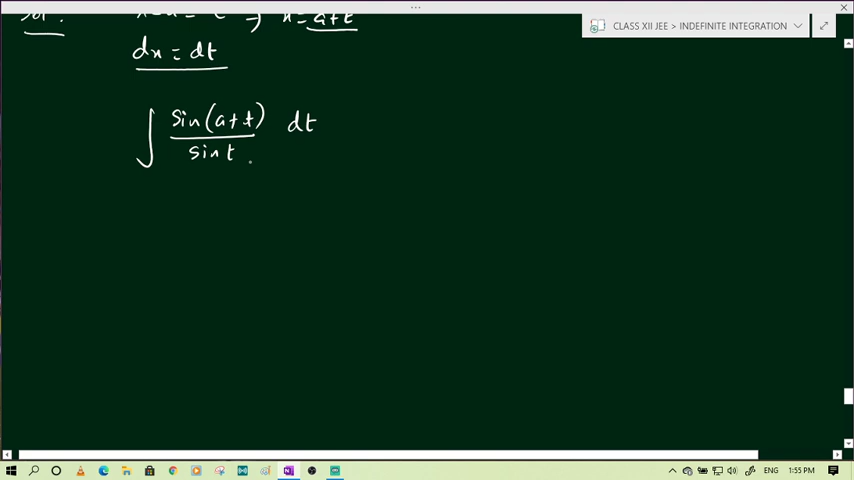 CLASS XII JEE > INDEFINITE INTEGRATION
x = a+t
dx = dt
∫ sin(a+t) / sin t dt
ENG 1:55 PM